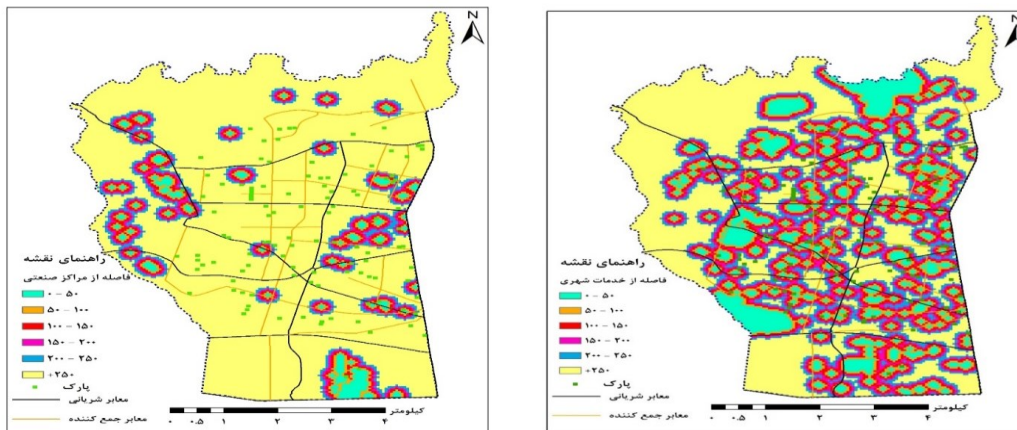 N
راهنمای نقشه
فاصله از مراکز صنعتی
۰ – ۵۰
۵۰ – ۱۰۰
۱۰۰ – ۱۵۰
۱۵۰ – ۲۰۰
۲۰۰ – ۲۵۰
+۲۵۰
پارک
معابر شریانی
معابر جمع کننده
کیلومتر
۰ ۰.۵ ۱ ۲ ۳ ۴
N
راهنمای نقشه
فاصله از خدمات شهری
۰ – ۵۰
۵۰ – ۱۰۰
۱۰۰ – ۱۵۰
۱۵۰ – ۲۰۰
۲۰۰ – ۲۵۰
+۲۵۰
پارک
معابر شریانی
معابر جمع کننده
کیلومتر
۰ ۰.۵ ۱ ۲ ۳ ۴